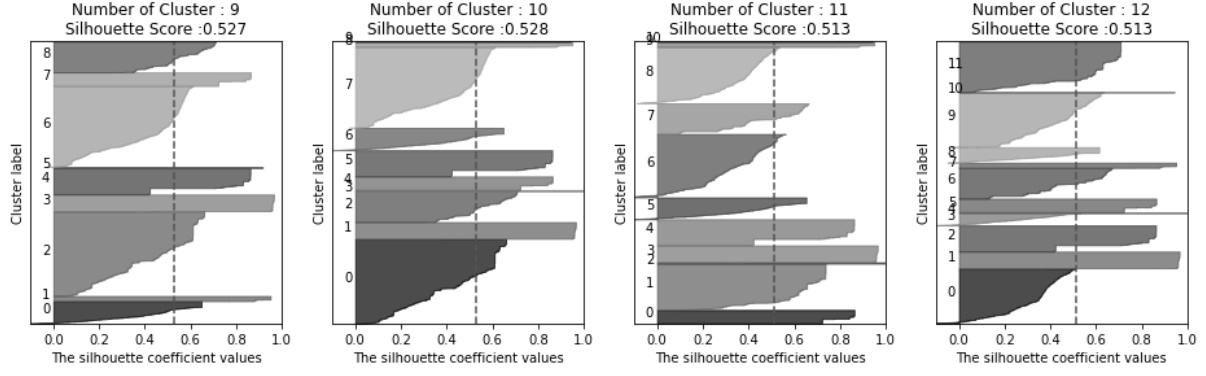 Number of Cluster : 9
Silhouette Score :0.527
8
7
6
5
4
3
2
1
0
Cluster label
0.0 0.2 0.4 0.6 0.8 1.0
The silhouette coefficient values
Number of Cluster : 10
Silhouette Score :0.528
9
8
7
6
5
4
3
2
1
0
0.0 0.2 0.4 0.6 0.8 1.0
Cluster label
The silhouette coefficient values
Number of Cluster : 11
Silhouette Score :0.513
10
9
8
7
6
5
4
3
2
1
0
Cluster label
0.0 0.2 0.4 0.6 0.8 1.0
The silhouette coefficient values
Number of Cluster : 12
Silhouette Score :0.513
11
10
9
8
7
6
5
4
3
2
1
0
Cluster label
0.0 0.2 0.4 0.6 0.8 1.0
The silhouette coefficient values